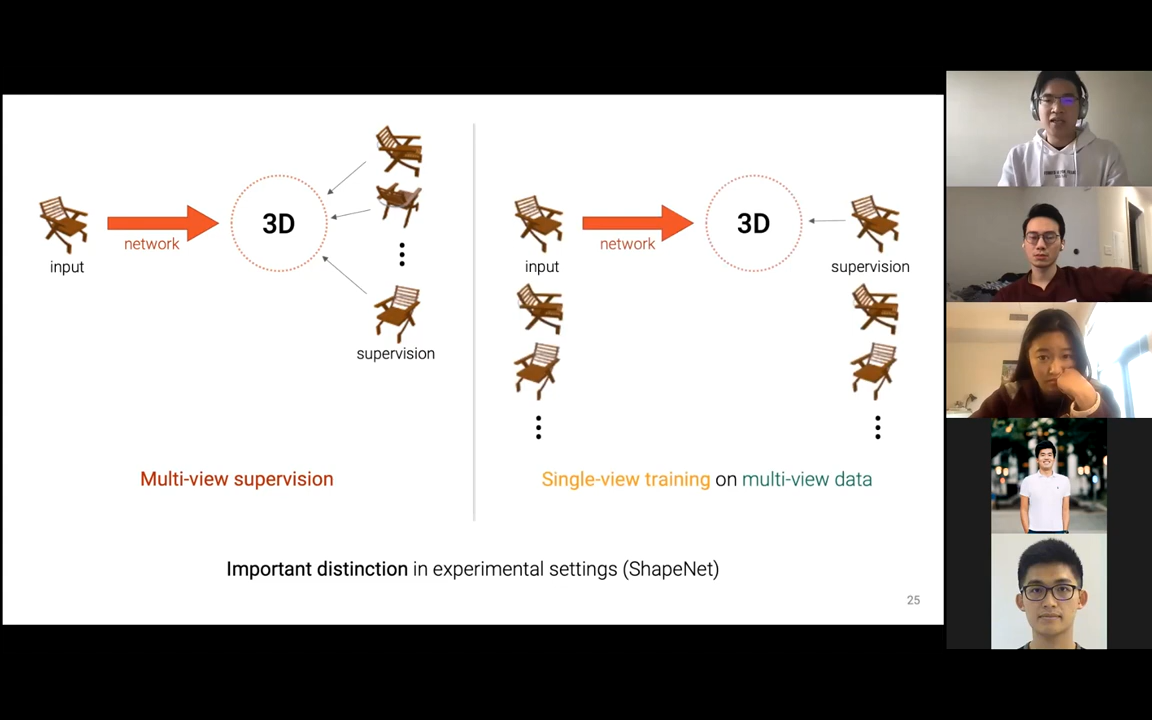 3D
network
input
supervision
Multi-view supervision
3D
network
input
supervision
Single-view training on multi-view data
Important distinction in experimental settings (ShapeNet)
25